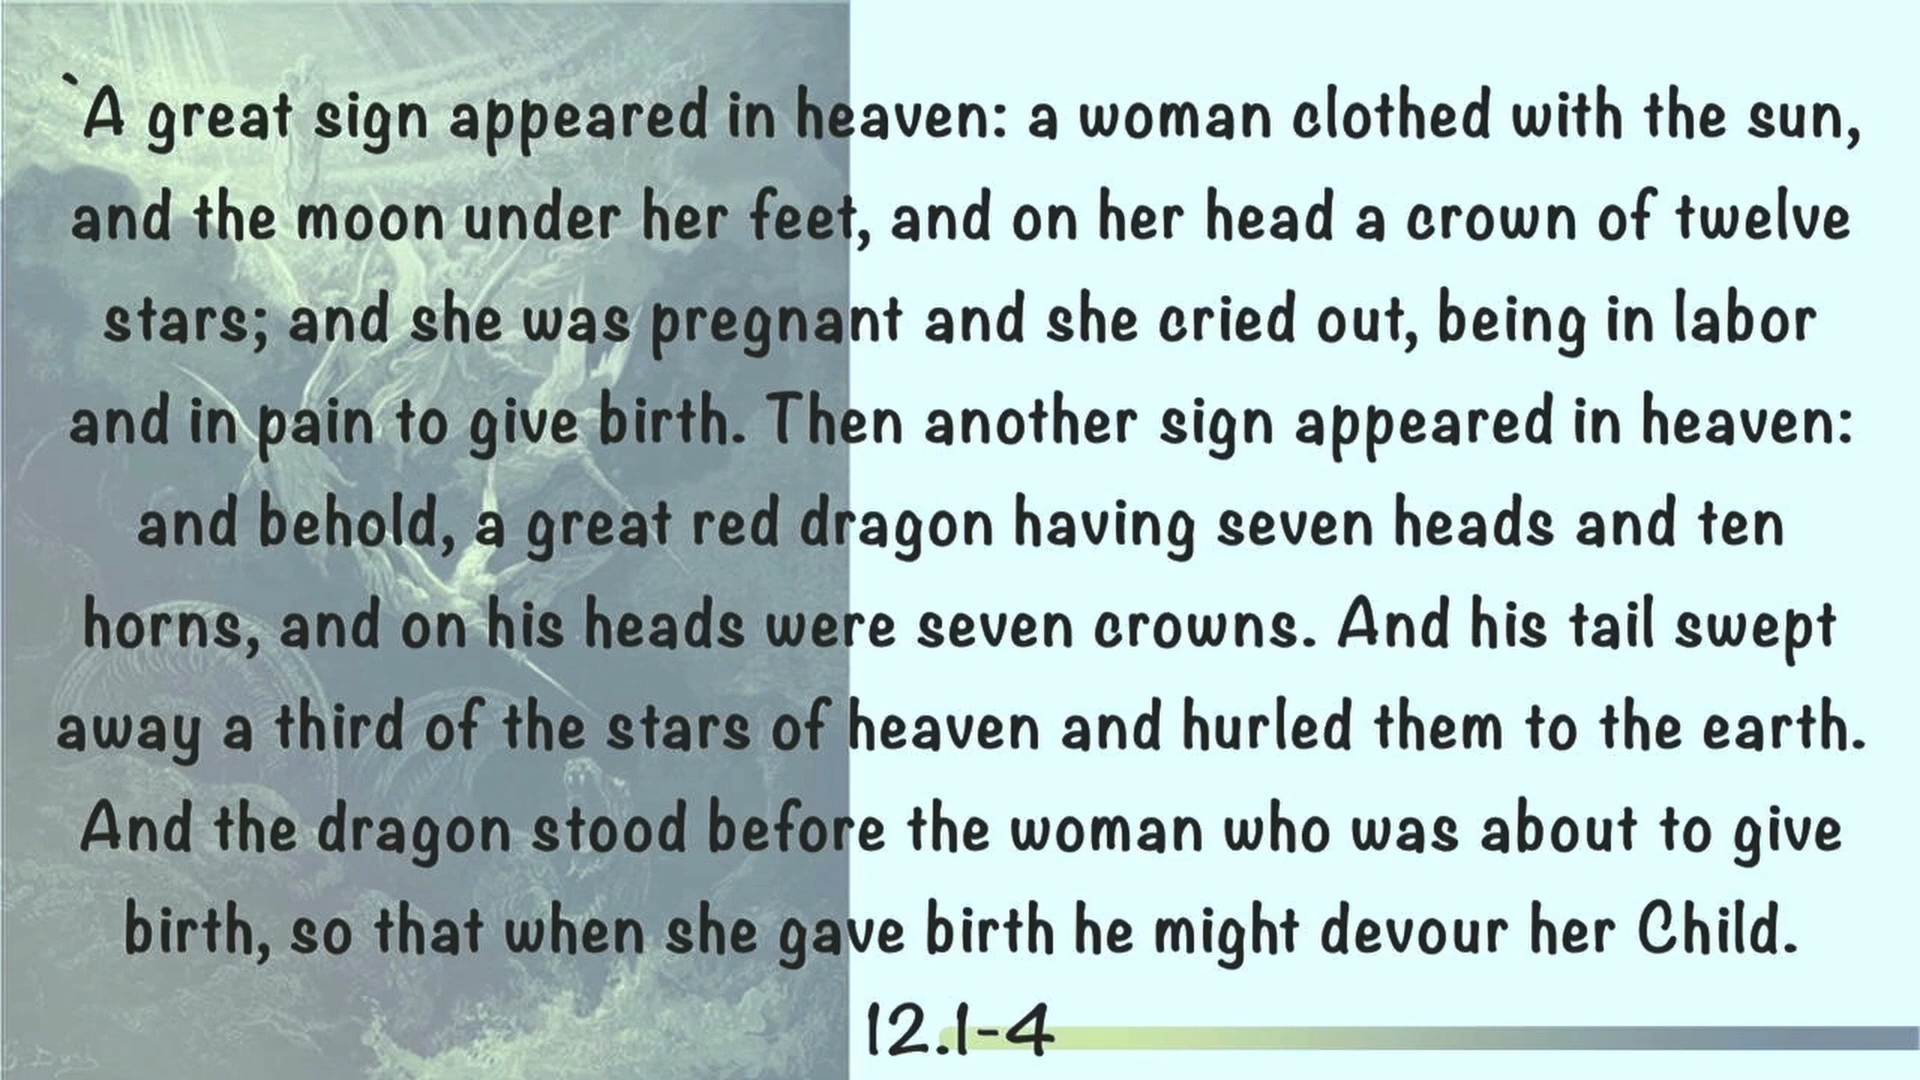 `A great sign appeared in heaven: a woman clothed with the sun,
and the moon under her feet, and on her head a crown of twelve
stars; and she was pregnant and she cried out, being in labor
and in pain to give birth. Then another sign appeared in heaven:
and behold, a great red dragon having seven heads and ten
horns, and on his heads were seven crowns. And his tail swept
away a third of the stars of heaven and hurled them to the earth.
And the dragon stood before the woman who was about to give
birth, so that when she gave birth he might devour her Child.
12.1-4